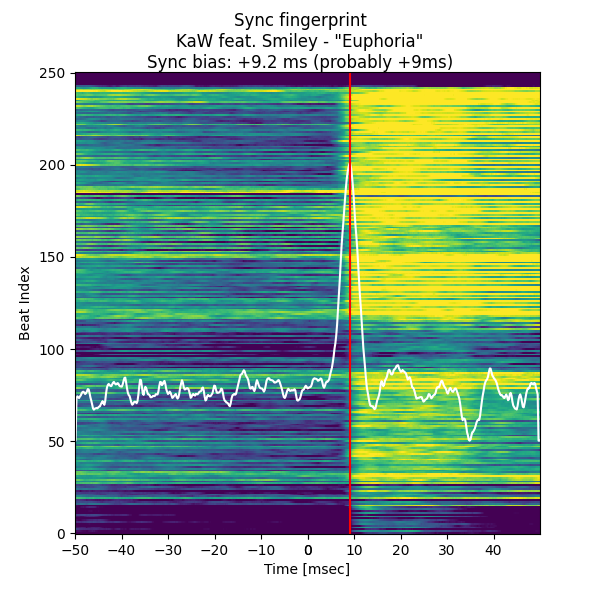 Sync fingerprint
KaW feat. Smiley - "Euphoria"
Sync bias: +9.2 ms (probably +9ms)
250
200
150
100
50
0
Beat Index
−50 −40 −30 −20 −10 0 0 10 20 30 40
Time [msec]